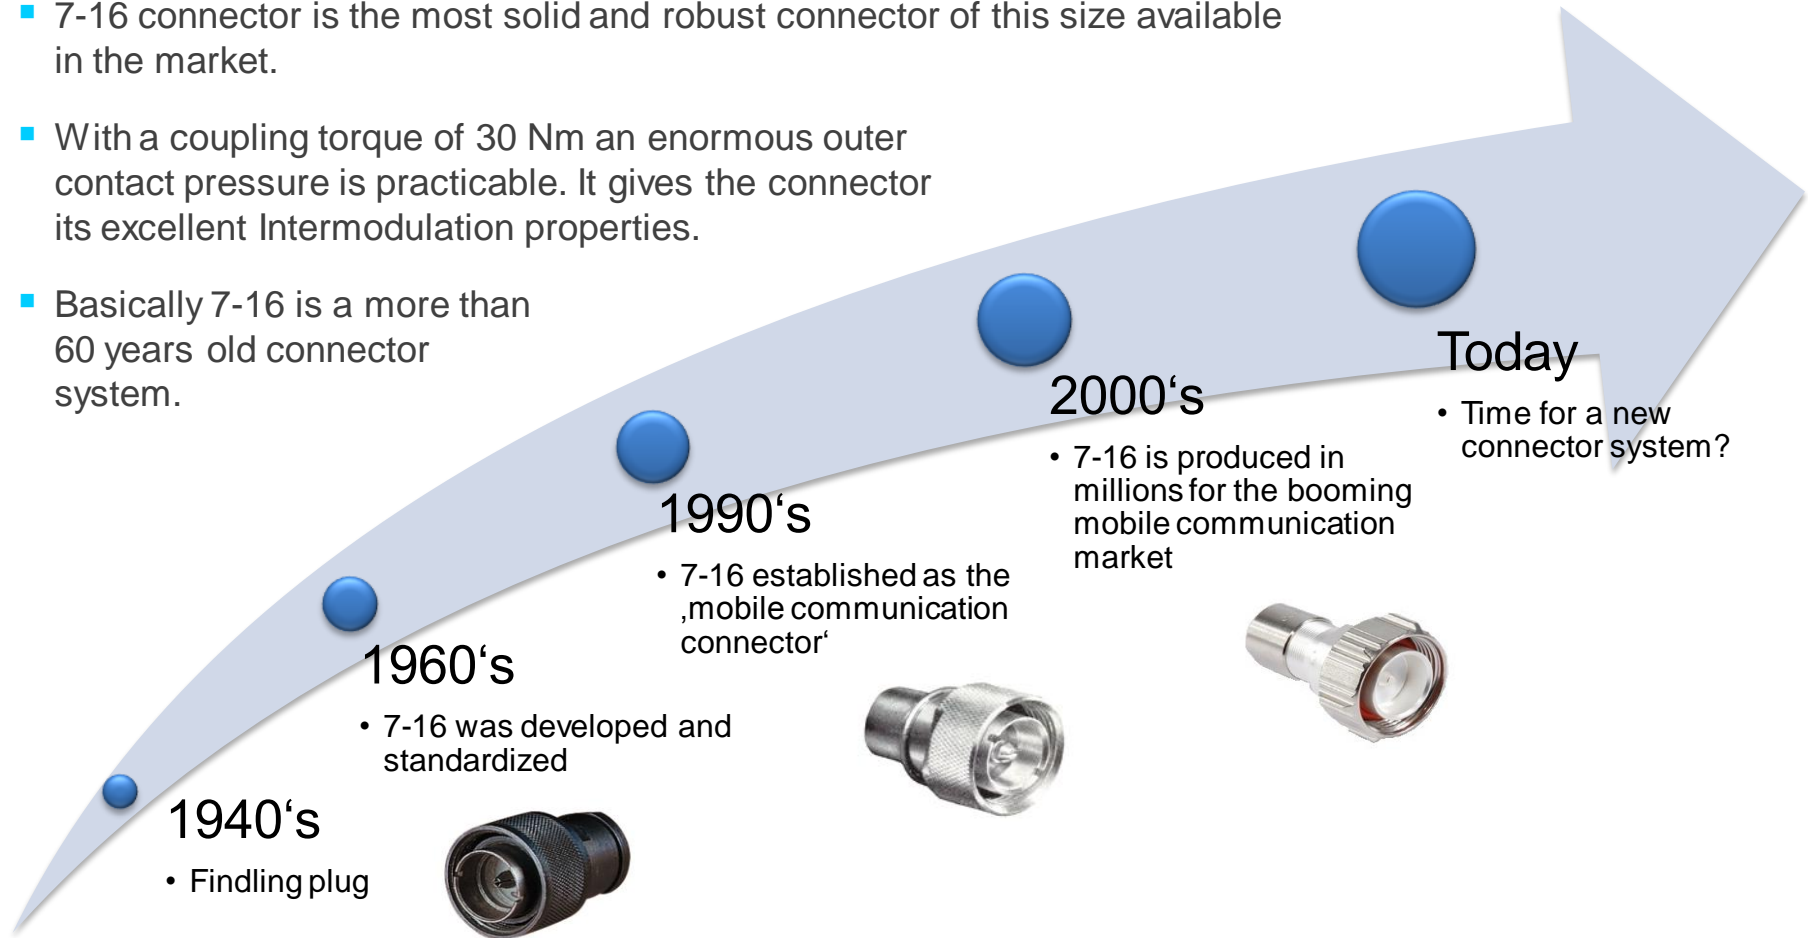 7-16 connector is the most solid and robust connector of this size available
in the market.
With a coupling torque of 30 Nm an enormous outer
contact pressure is practicable. It gives the connector
its excellent Intermodulation properties.
Basically 7-16 is a more than
60 years old connector
system.
1940‘s
• Findling plug
1960‘s
• 7-16 was developed and
standardized
1990‘s
• 7-16 established as the
‚mobile communication
connector‘
2000‘s
• 7-16 is produced in
millions for the booming
mobile communication
market
Today
• Time for a new
connector system?